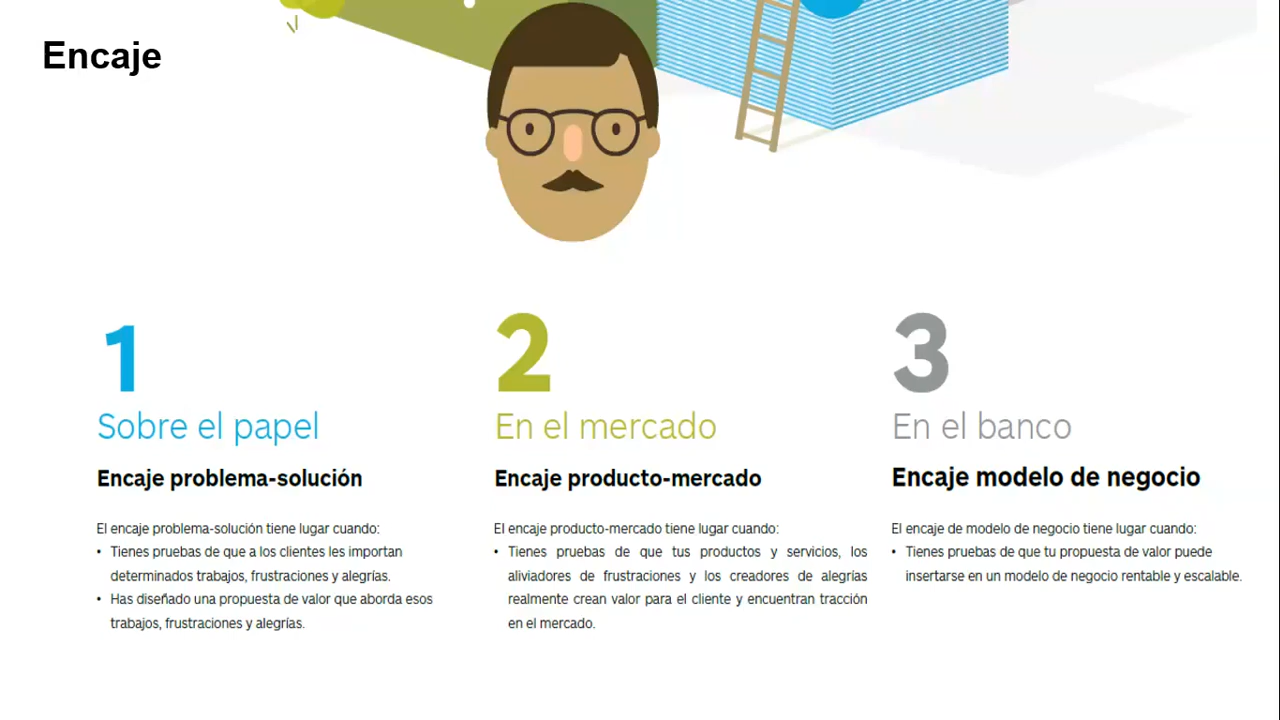 Encaje
1
Sobre el papel
Encaje problema-solución
El encaje problema-solución tiene lugar cuando:
• Tienes pruebas de que a los clientes les importan
determinados trabajos, frustraciones y alegrías.
• Has diseñado una propuesta de valor que aborda esos
trabajos, frustraciones y alegrías.
2
En el mercado
Encaje producto-mercado
El encaje producto-mercado tiene lugar cuando:
• Tienes pruebas de que tus productos y servicios, los
aliviadores de frustraciones y los creadores de alegrías
realmente crean valor para el cliente y encuentran tracción
en el mercado.
3
En el banco
Encaje modelo de negocio
El encaje de modelo de negocio tiene lugar cuando:
• Tienes pruebas de que tu propuesta de valor puede
insertarse en un modelo de negocio rentable y escalable.